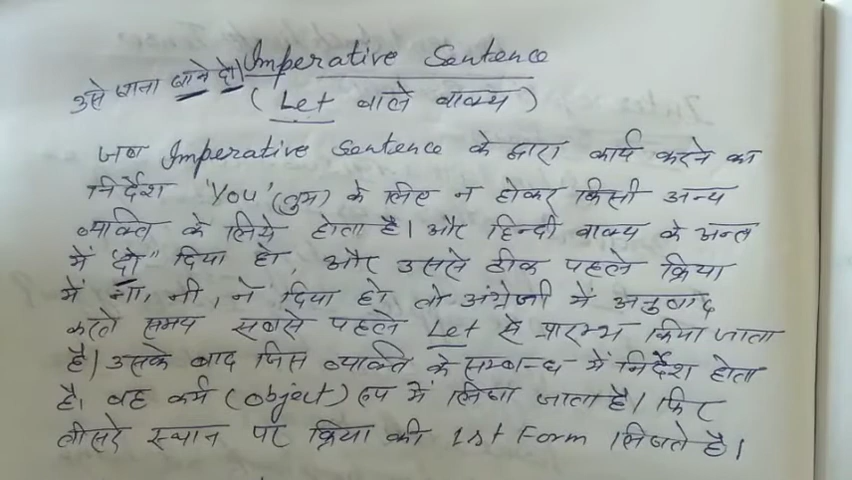 Imperative Sentence
उसे खाना खाने दो।
(Let वाले वाक्य)
जब Imperative Sentence के द्वारा कार्य करने का
निर्देश 'You' (तुम) के लिए न होकर किसी अन्य
व्यक्ति के लिये होता है। और हिन्दी वाक्य के अन्त
में "दो" दिया हो, और उससे ठीक पहले क्रिया
में ना, नी, ने दिया हो तो अंग्रेजी में अनुवाद
करते समय सबसे पहले Let से प्रारम्भ किया जाता
है। उसके बाद जिस व्यक्ति के सम्बन्ध में निर्देश होता
है, वह कर्म (object) रूप में लिखा जाता है। फिर
तीसरे स्थान पर क्रिया की 1st Form लिखते है।